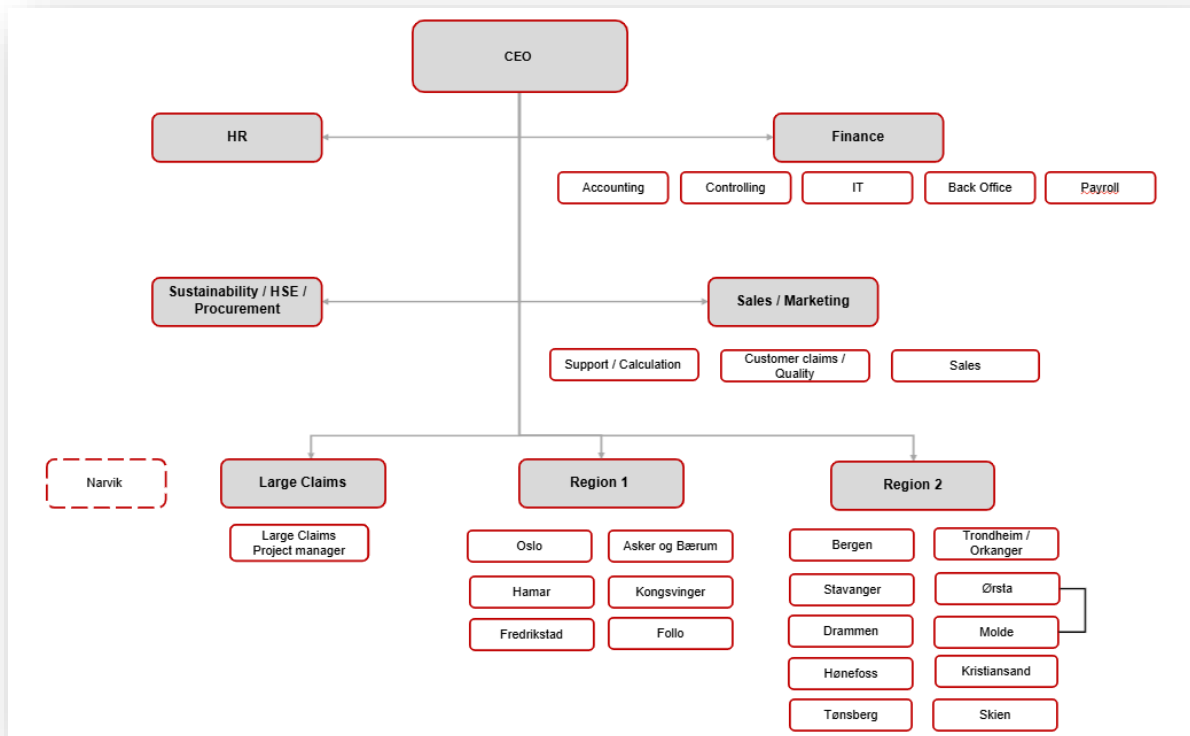 CEO
HR
Finance
Accounting
Controlling
IT
Back Office
Payroll
Sustainability / HSE /
Procurement
Sales / Marketing
Support / Calculation
Customer claims /
Quality
Sales
Narvik
Large Claims
Region 1
Region 2
Large Claims
Project manager
Oslo
Asker og Bærum
Hamar
Kongsvinger
Fredrikstad
Follo
Bergen
Trondheim /
Orkanger
Stavanger
Ørsta
Drammen
Molde
Hønefoss
Kristiansand
Tønsberg
Skien